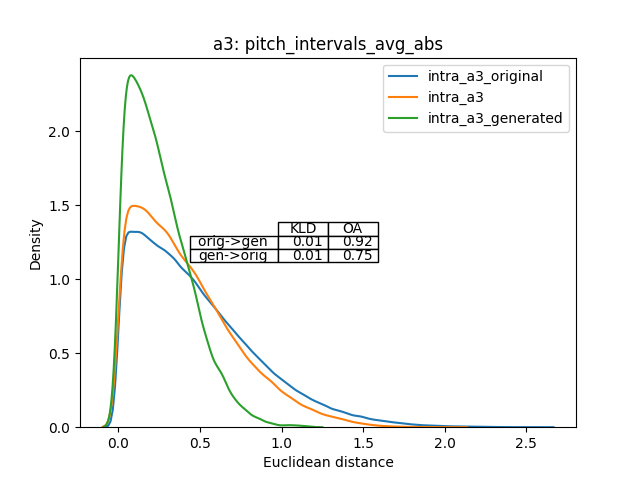 a3: pitch_intervals_avg_abs
intra_a3_original
intra_a3
intra_a3_generated
KLD OA
orig->gen 0.01 0.92
gen->orig 0.01 0.75
Density
2.0
1.5
1.0
0.5
0.0
0.0 0.5 1.0 1.5 2.0 2.5
Euclidean distance